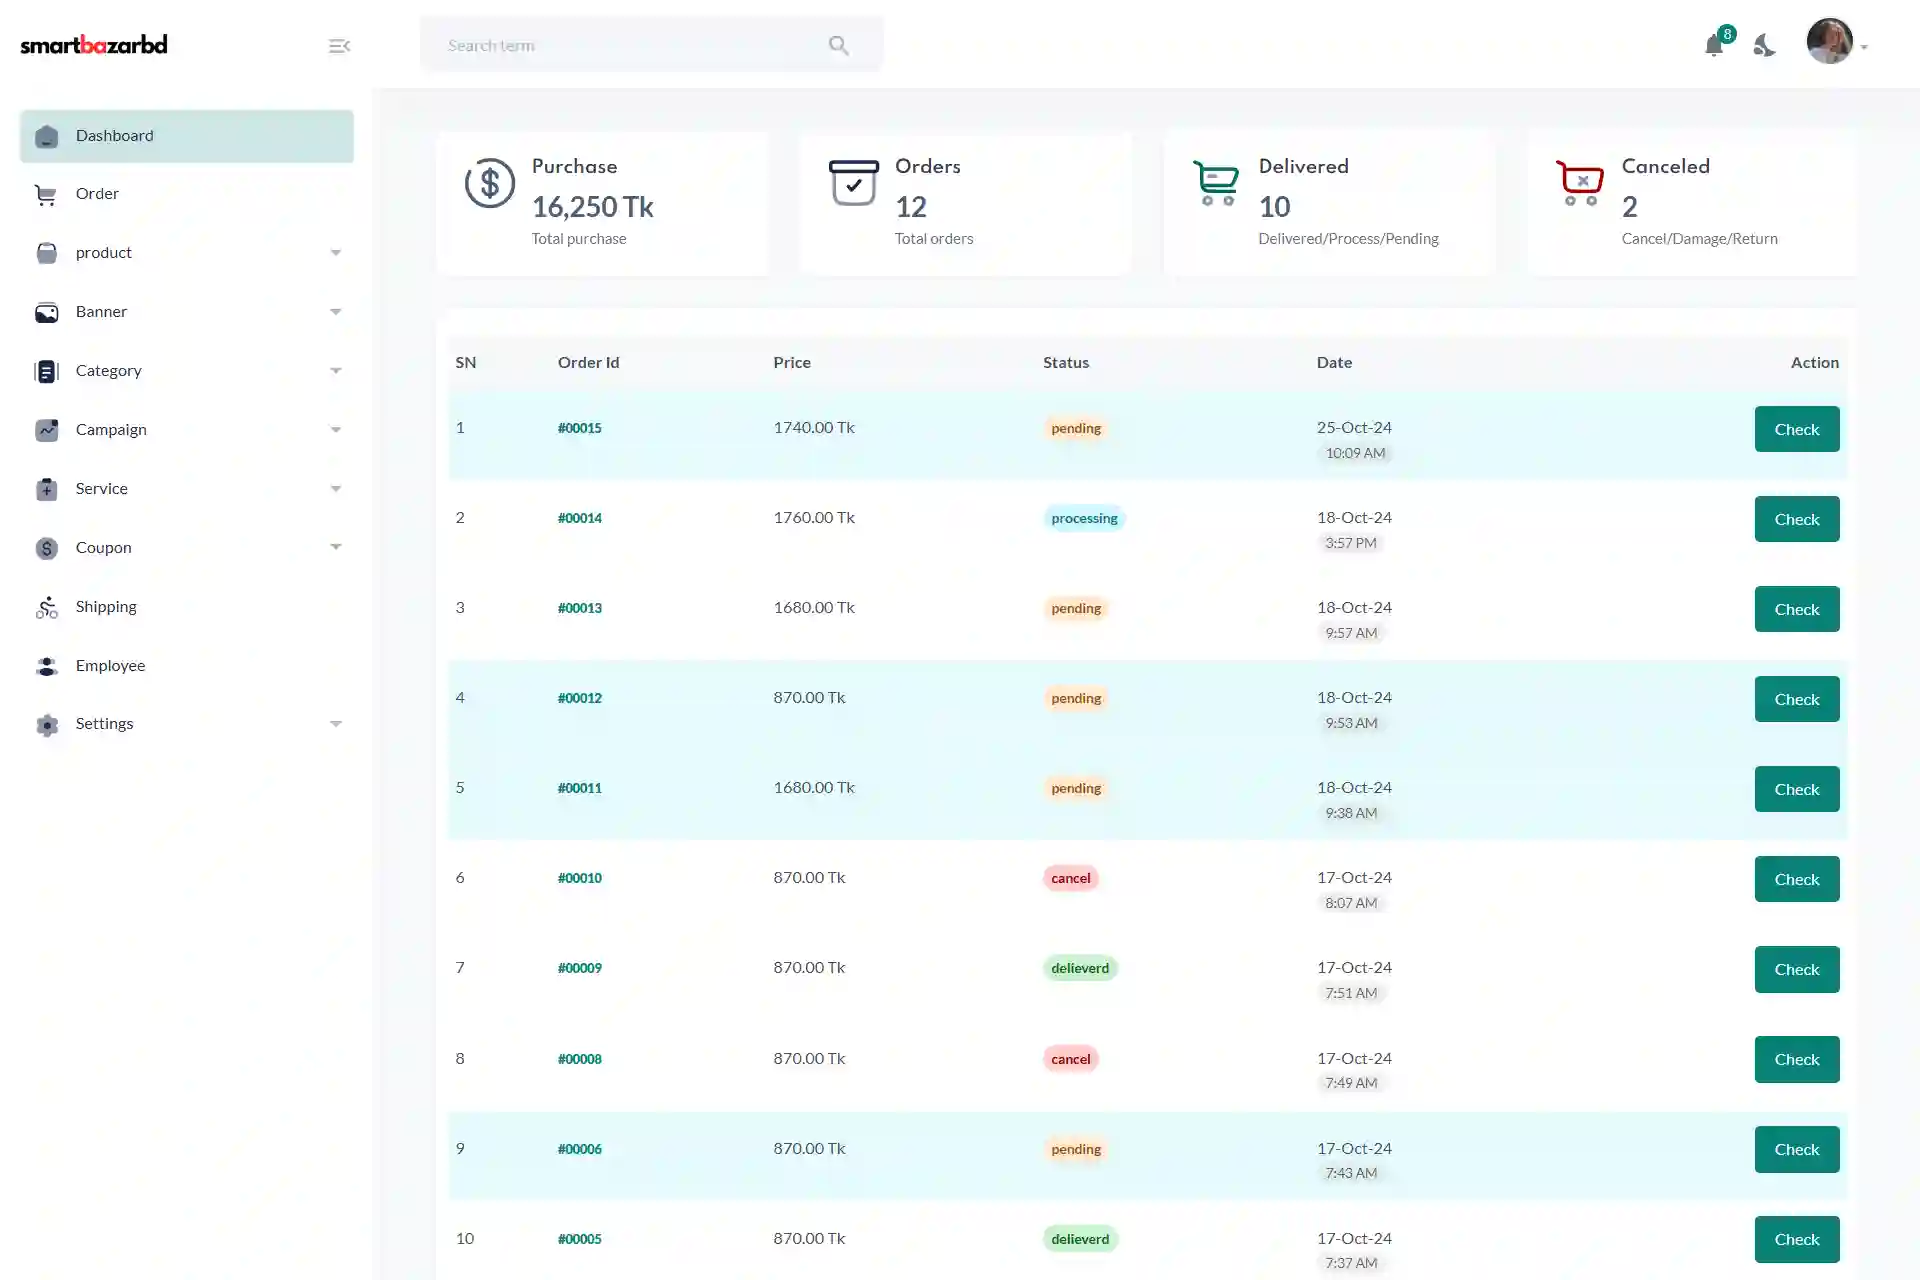 smartbazarbd
Search term
8
Dashboard
Order
product
Banner
Category
Campaign
Service
Coupon
Shipping
Employee
Settings
Purchase
16,250 Tk
Total purchase
Orders
12
Total orders
Delivered
10
Delivered/Process/Pending
Canceled
2
Cancel/Damage/Return
SN Order Id Price Status Date Action
1 #00015 1740.00 Tk pending 25-Oct-24 Check
10:09 AM
2 #00014 1760.00 Tk processing 18-Oct-24 Check
3:57 PM
3 #00013 1680.00 Tk pending 18-Oct-24 Check
9:57 AM
4 #00012 870.00 Tk pending 18-Oct-24 Check
9:53 AM
5 #00011 1680.00 Tk pending 18-Oct-24 Check
9:38 AM
6 #00010 870.00 Tk cancel 17-Oct-24 Check
8:07 AM
7 #00009 870.00 Tk delieverd 17-Oct-24 Check
7:51 AM
8 #00008 870.00 Tk cancel 17-Oct-24 Check
7:49 AM
9 #00006 870.00 Tk pending 17-Oct-24 Check
7:43 AM
10 #00005 870.00 Tk delieverd 17-Oct-24 Check
7:37 AM